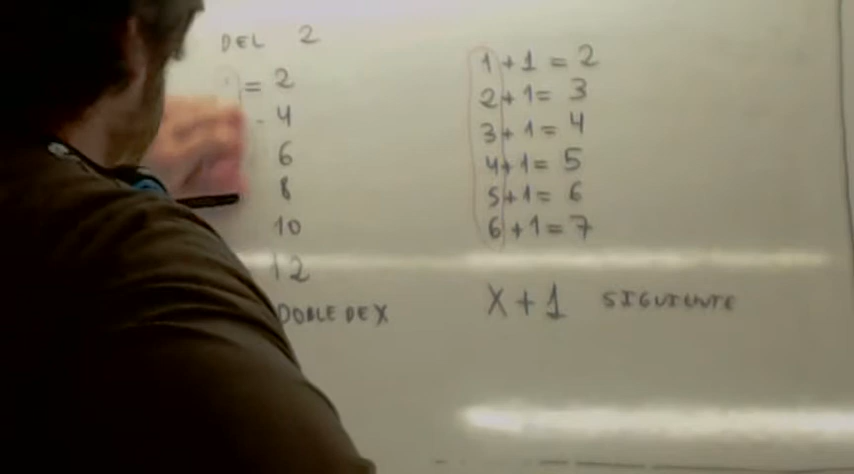 DEL 2
= 2
4
6
8
10
12
DOBLE DE X
1 + 1 = 2
2 + 1 = 3
3 + 1 = 4
4 + 1 = 5
5 + 1 = 6
6 + 1 = 7
X + 1 SIGUIENTE